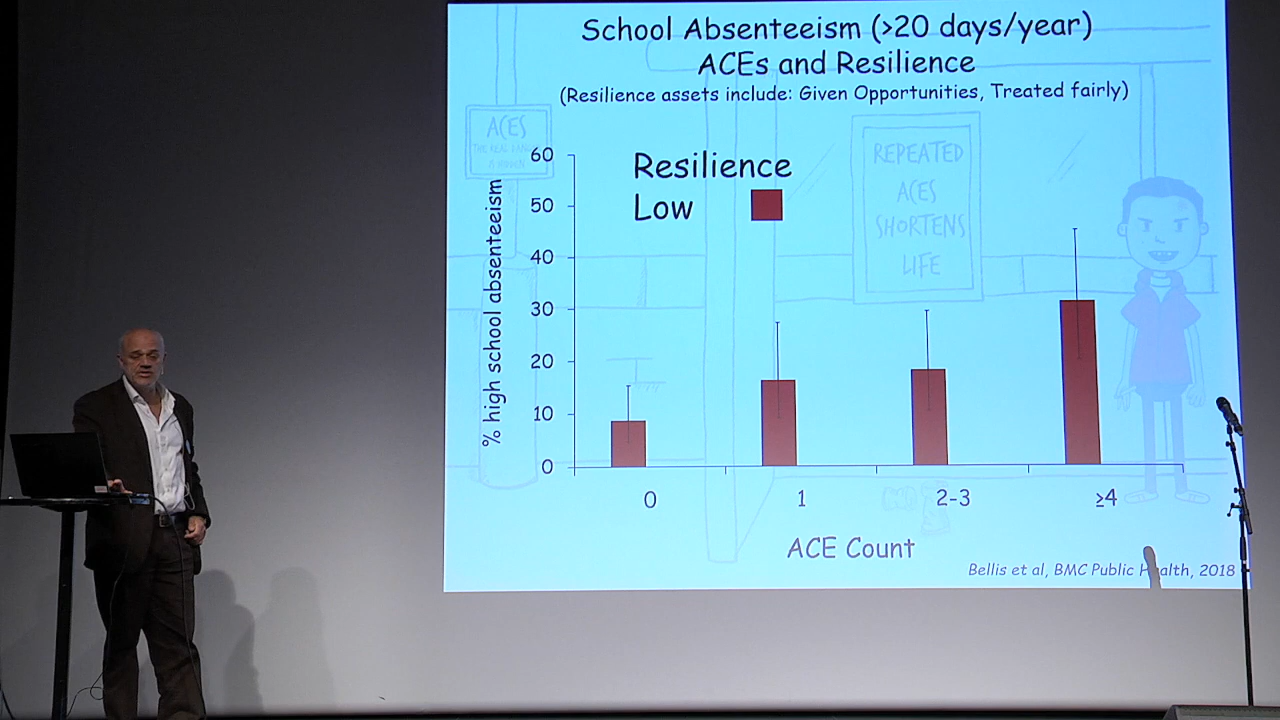 School Absenteeism (>20 days/year)
ACEs and Resilience
(Resilience assets include: Given Opportunities, Treated fairly)
ACES
THE REAL
REPEATED
ACES
SHORTENS
LIFE
Resilience
Low
% high school absenteeism
60
50
40
30
20
10
0
0
1
2-3
≥4
ACE Count
Bellis et al, BMC Public Health, 2018